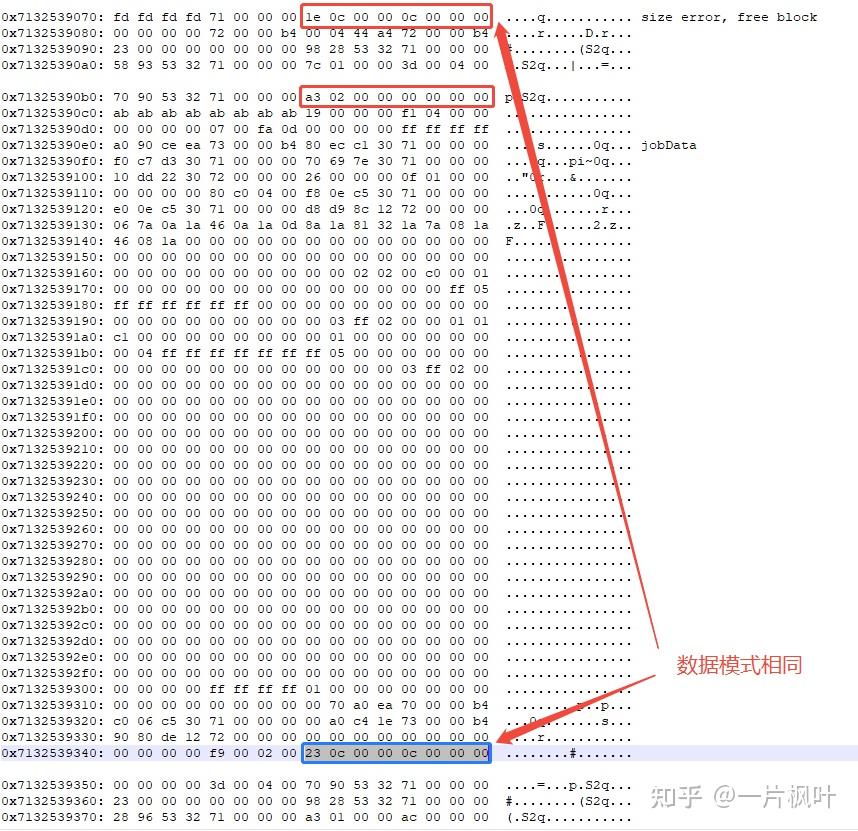 0x7132539070: fd fd fd fd 71 00 00 00 1e 0c 00 00 0c 00 00 00 ....q........... size error, free block
0x7132539080: 00 00 00 00 72 00 00 b4 00 04 44 a4 72 00 00 b4 ....r.....D.r...
0x7132539090: 23 00 00 00 00 00 00 00 98 28 53 32 71 00 00 00 #........(S2q...
0x71325390a0: 58 93 53 32 71 00 00 00 7c 01 00 00 3d 00 04 00 X.S2q...|...=...
0x71325390b0: 70 90 53 32 71 00 00 00 a3 02 00 00 00 00 00 00 p.S2q...........
0x71325390c0: ab ab ab ab ab ab ab ab 19 00 00 00 f1 04 00 00 ................
0x71325390d0: 00 00 00 00 07 00 fa 0d 00 00 00 00 ff ff ff ff ................
0x71325390e0: a0 90 ce ea 73 00 00 b4 80 ec c1 30 71 00 00 00 ....s......0q... jobData
0x71325390f0: f0 c7 d3 30 71 00 00 00 70 69 7e 30 71 00 00 00 ...0q...pi~0q...
0x7132539100: 10 dd 22 30 72 00 00 00 26 00 00 00 0f 01 00 00 .."0r...&.......
0x7132539110: 00 00 00 00 80 c0 04 00 f8 0e c5 30 71 00 00 00 ...........0q...
0x7132539120: e0 0e c5 30 71 00 00 00 d8 d9 8c 12 72 00 00 00 ...0q.......r...
0x7132539130: 06 7a 0a 1a 46 0a 1a 0d 8a 1a 81 32 1a 7a 08 1a .z..F......2.z..
0x7132539140: 46 08 1a 00 00 00 00 00 00 00 00 00 00 00 00 00 F...............
0x7132539150: 00 00 00 00 00 00 00 00 00 00 00 00 00 00 00 00 ................
0x7132539160: 00 00 00 00 00 00 00 00 00 00 02 02 00 c0 00 01 ................
0x7132539170: 00 00 00 00 00 00 00 00 00 00 00 00 00 00 ff 05 ................
0x7132539180: ff ff ff ff ff ff 00 00 00 00 00 00 00 00 00 00 ................
0x7132539190: 00 00 00 00 00 00 00 00 00 03 ff 02 00 00 01 01 ................
0x71325391a0: c1 00 00 00 00 00 00 00 00 01 00 00 00 00 00 00 ................
0x71325391b0: 00 04 ff ff ff ff ff ff ff 05 00 00 00 00 00 00 ................
0x71325391c0: 00 00 00 00 00 00 00 00 00 00 00 00 03 ff 02 00 ................
0x71325391d0: 00 00 00 00 00 00 00 00 00 00 00 00 00 00 00 00 ................
0x71325391e0: 00 00 00 00 00 00 00 00 00 00 00 00 00 00 00 00 ................
0x71325391f0: 00 00 00 00 00 00 00 00 00 00 00 00 00 00 00 00 ................
0x7132539200: 00 00 00 00 00 00 00 00 00 00 00 00 00 00 00 00 ................
0x7132539210: 00 00 00 00 00 00 00 00 00 00 00 00 00 00 00 00 ................
0x7132539220: 00 00 00 00 00 00 00 00 00 00 00 00 00 00 00 00 ................
0x7132539230: 00 00 00 00 00 00 00 00 00 00 00 00 00 00 00 00 ................
0x7132539240: 00 00 00 00 00 00 00 00 00 00 00 00 00 00 00 00 ................
0x7132539250: 00 00 00 00 00 00 00 00 00 00 00 00 00 00 00 00 ................
0x7132539260: 00 00 00 00 00 00 00 00 00 00 00 00 00 00 00 00 ................
0x7132539270: 00 00 00 00 00 00 00 00 00 00 00 00 00 00 00 00 ................
0x7132539280: 00 00 00 00 00 00 00 00 00 00 00 00 00 00 00 00 ................
0x7132539290: 00 00 00 00 00 00 00 00 00 00 00 00 00 00 00 00 ................
0x71325392a0: 00 00 00 00 00 00 00 00 00 00 00 00 00 00 00 00 ................
0x71325392b0: 00 00 00 00 00 00 00 00 00 00 00 00 00 00 00 00 ................
0x71325392c0: 00 00 00 00 00 00 00 00 00 00 00 00 00 00 00 00 ................
0x71325392d0: 00 00 00 00 00 00 00 00 00 00 00 00 00 00 00 00 ................
0x71325392e0: 00 00 00 00 00 00 00 00 00 00 00 00 00 00 00 00 ................
0x71325392f0: 00 00 00 00 00 00 00 00 00 00 00 00 00 00 00 00 ................
数据模式相同
0x7132539300: 00 00 00 00 ff ff ff ff 01 00 00 00 00 00 00 00 ................
0x7132539310: 00 00 00 00 00 00 00 00 00 70 a0 ea 70 00 00 b4 .........p..p...
0x7132539320: c0 06 c5 30 71 00 00 00 00 a0 c4 1e 73 00 00 b4 ...0q.......s...
0x7132539330: 90 80 de 12 72 00 00 00 00 00 00 00 00 00 00 00 ....r...........
0x7132539340: 00 00 00 00 f9 00 02 00 23 0c 00 00 0c 00 00 00 ........#.......
0x7132539350: 00 00 00 00 3d 00 04 00 70 90 53 32 71 00 00 00 ....=...p.S2q...
0x7132539360: 23 00 00 00 00 00 00 00 98 28 53 32 71 00 00 00 #........(S2q...
0x7132539370: 28 96 53 32 71 00 00 00 a3 01 00 00 ac 00 00 00 (.S2q...........
知乎 @一片枫叶